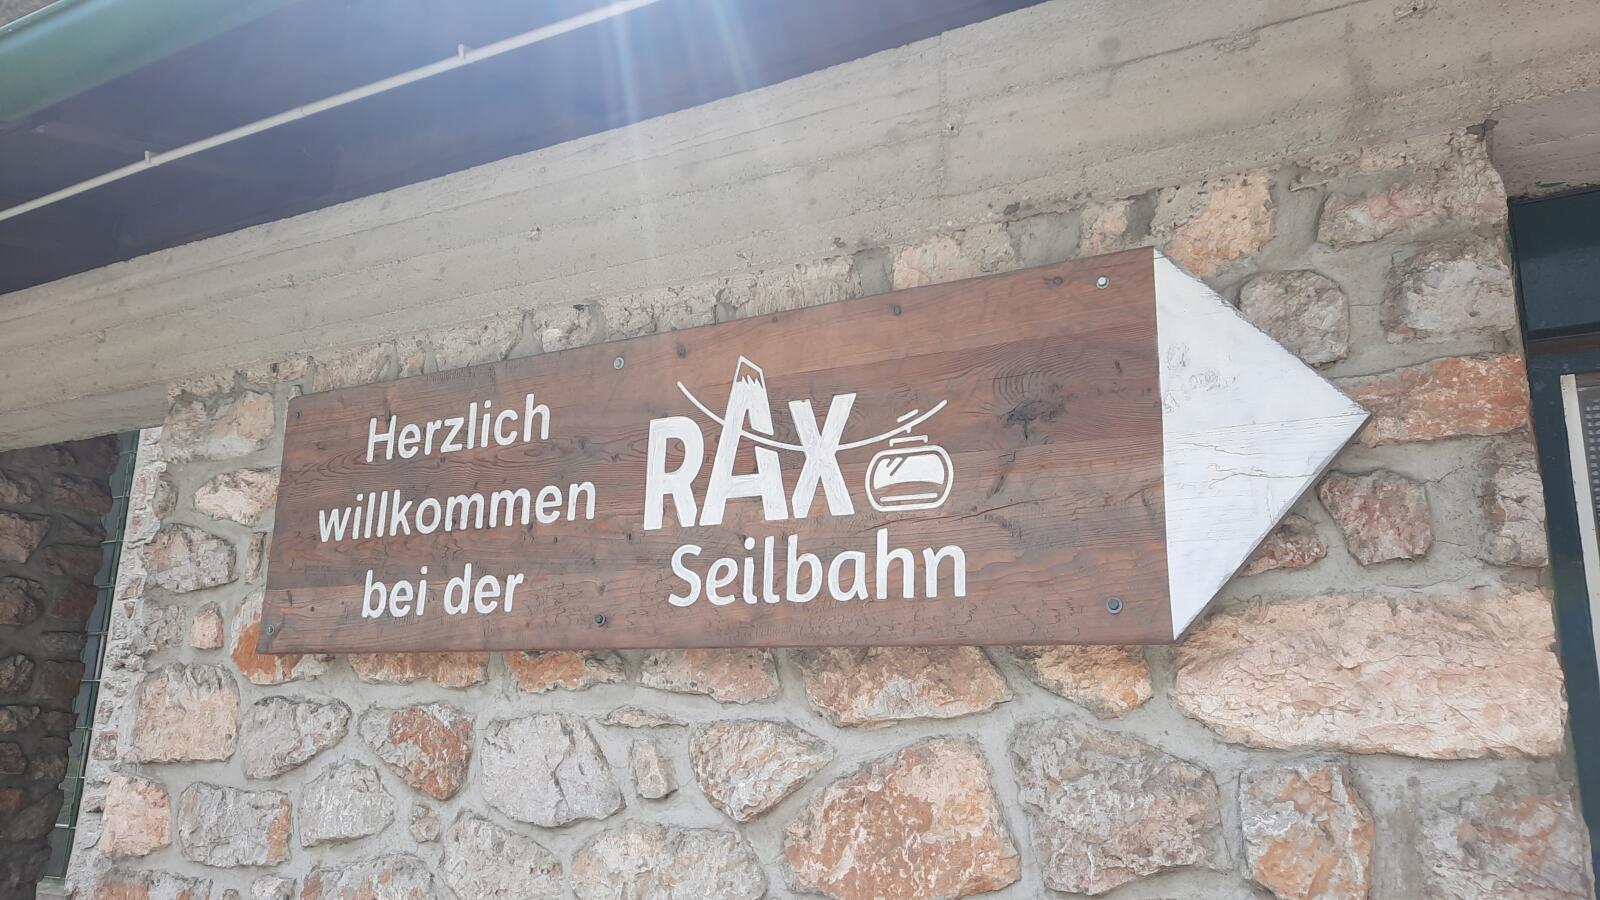 Herzlich
willkommen
bei der
RAX
Seilbahn